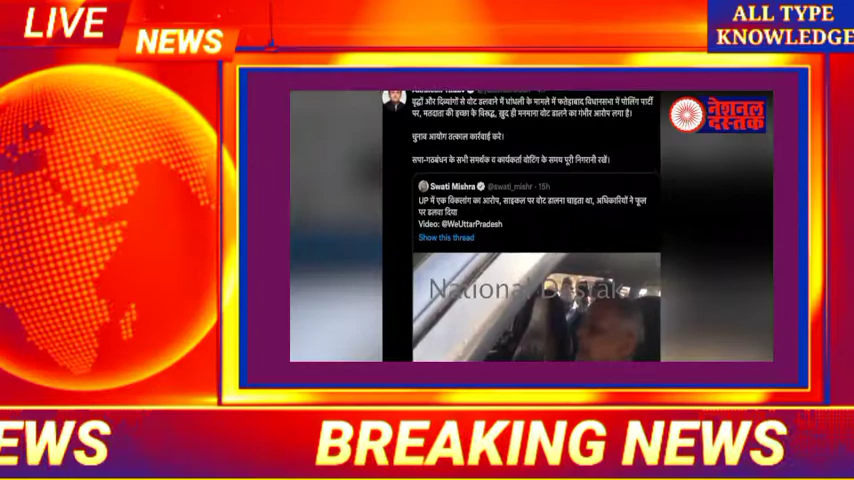 LIVE
NEWS
ALL TYPE
KNOWLEDGE
वृद्धों और दिव्यांगों से वोट डलवाने में धांधली के मामले में फतेहाबाद विधानसभा में पोलिंग पार्टी
पर, मतदाता की इच्छा के विरूद्ध, ख़ुद ही मनमाना वोट डालने का गंभीर आरोप लगा है।
चुनाव आयोग तत्काल कार्रवाई करे।
सपा-गठबंधन के सभी समर्थक व कार्यकर्ता वोटिंग के समय पूरी निगरानी रखें।
नेशनल
दस्तक
Swati Mishra @swati_mishr · 15h
UP में एक विकलांग का आरोप, साइकल पर वोट डालना चाहता था, अधिकारियों ने फूल
पर डलवा दिया
Video: @WeUttarPradesh
Show this thread
National Dastak
EWS
BREAKING NEWS